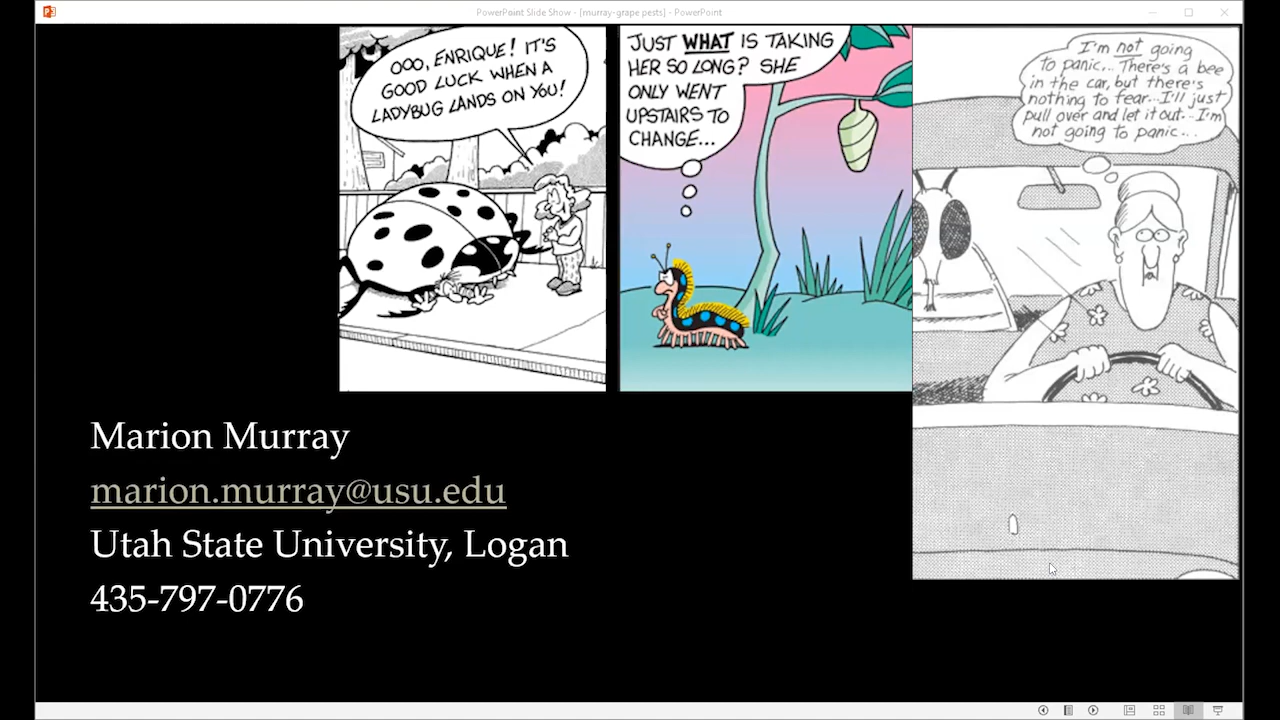 PowerPoint Slide Show - [murray-grape pests] - PowerPoint
OOO, ENRIQUE! IT'S
GOOD LUCK WHEN A
LADYBUG LANDS ON YOU!
JUST WHAT IS TAKING
HER SO LONG? SHE
ONLY WENT
UPSTAIRS TO
CHANGE...
I'm not going
to panic... There's a bee
in the car, but there's
nothing to fear...I'll just
pull over and let it out...I'm
not going to panic...
Marion Murray
marion.murray@usu.edu
Utah State University, Logan
435-797-0776